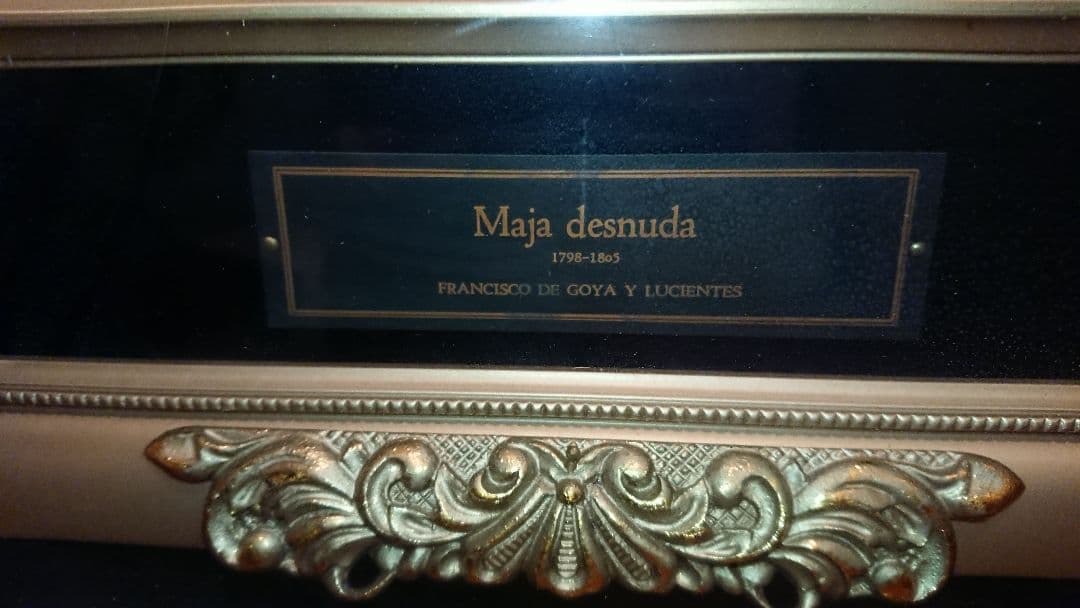 Maja desnuda
1798-1805
FRANCISCO DE GOYA Y LUCIENTES